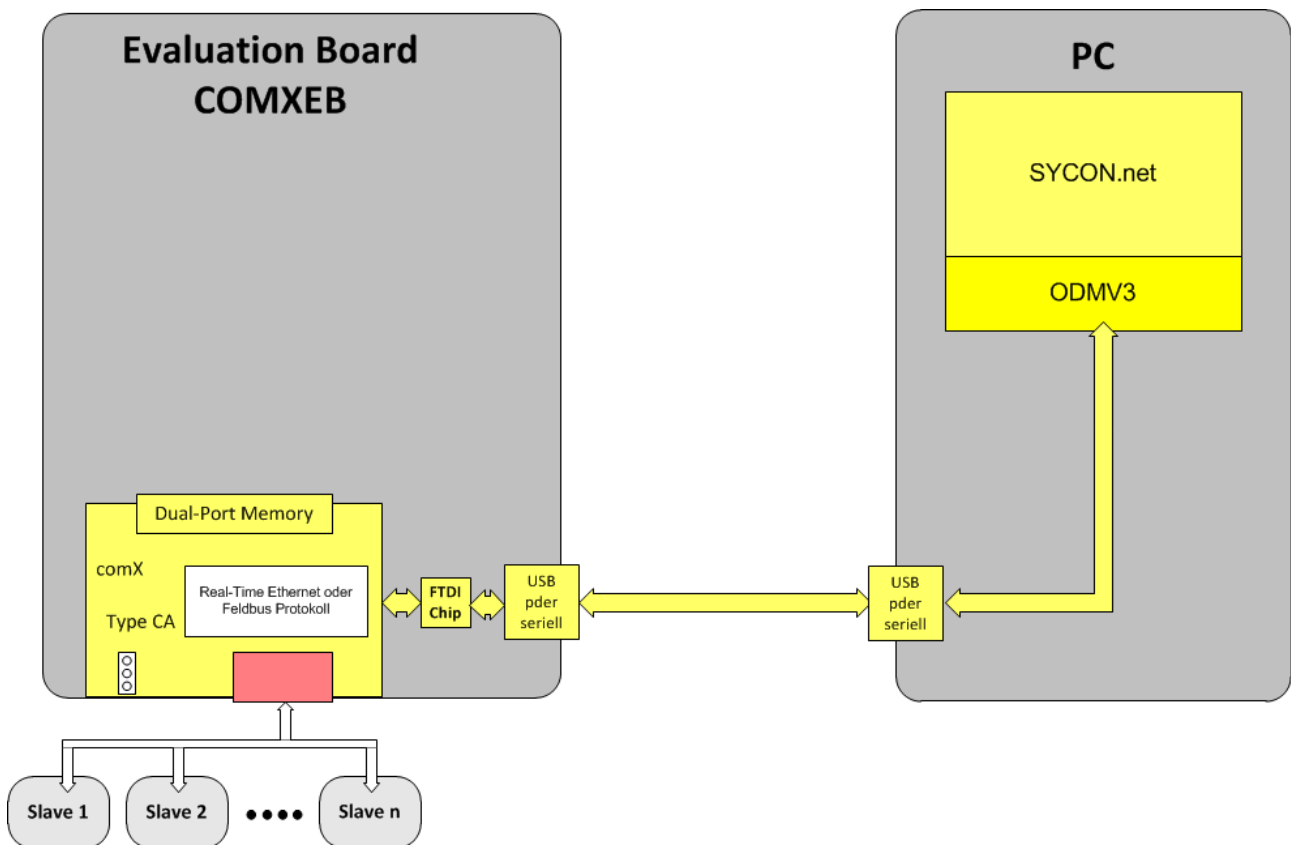 Evaluation Board
COMXEB
PC
SYCON.net
ODMV3
Dual-Port Memory
comX
Real-Time Ethernet oder
Feldbus Protokoll
Type CA
FTDI
Chip
USB
pder
seriell
USB
pder
seriell
Slave 1
Slave 2
Slave n